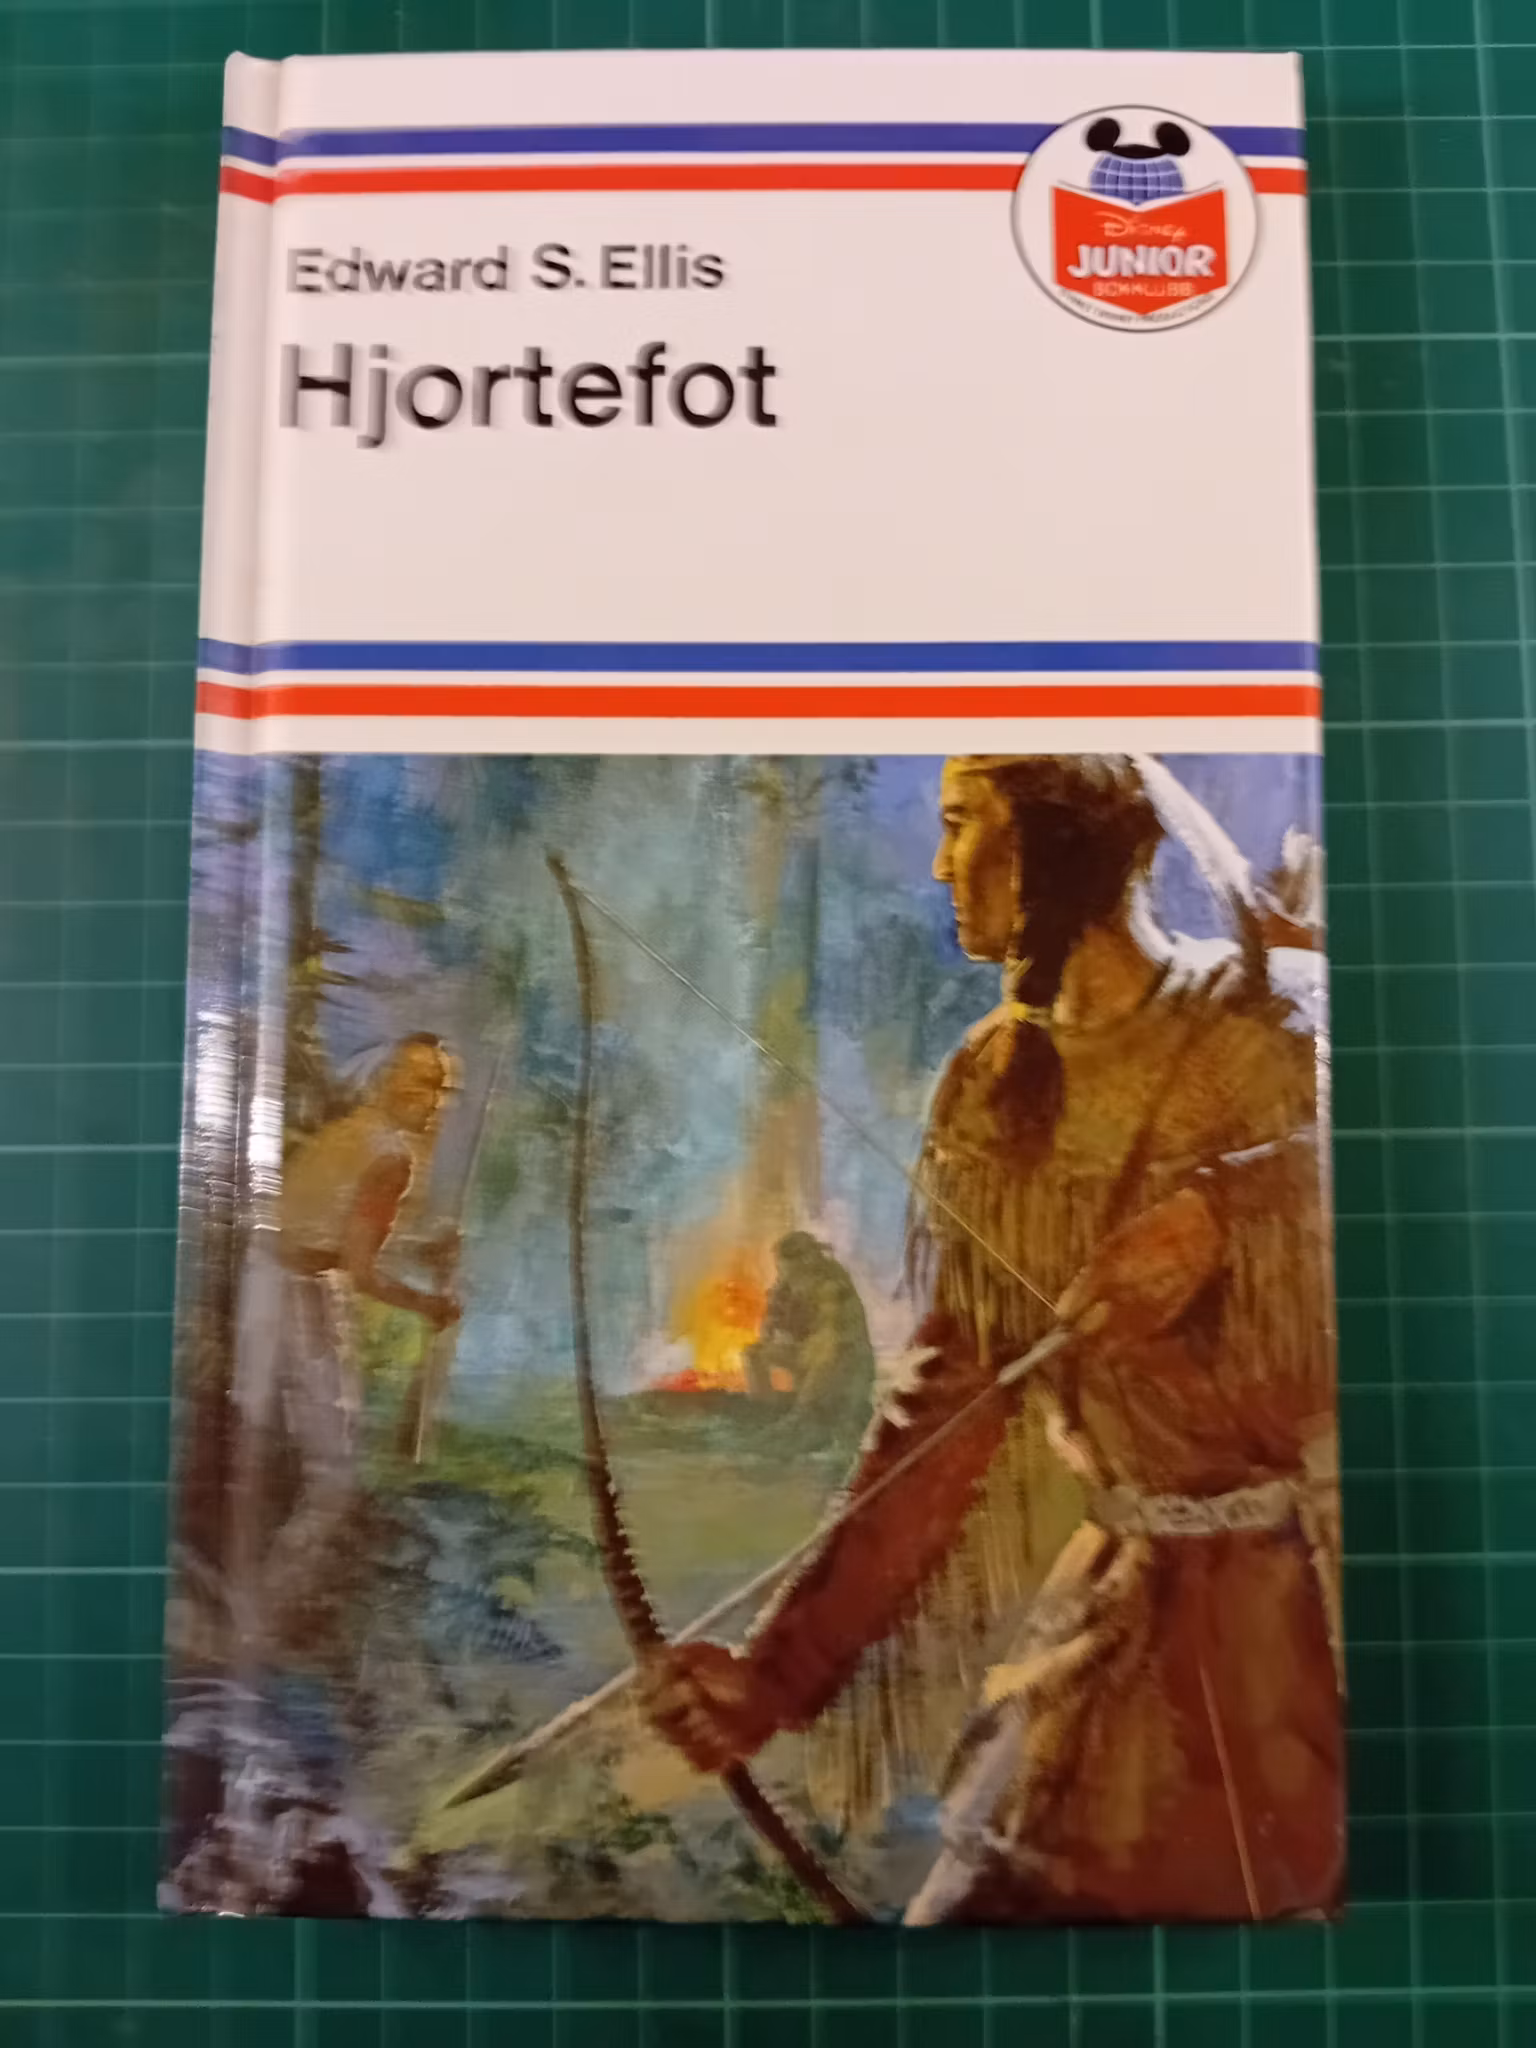 Edward S. Ellis
Hjortefot
Disney
JUNIOR
BOKKLUBB